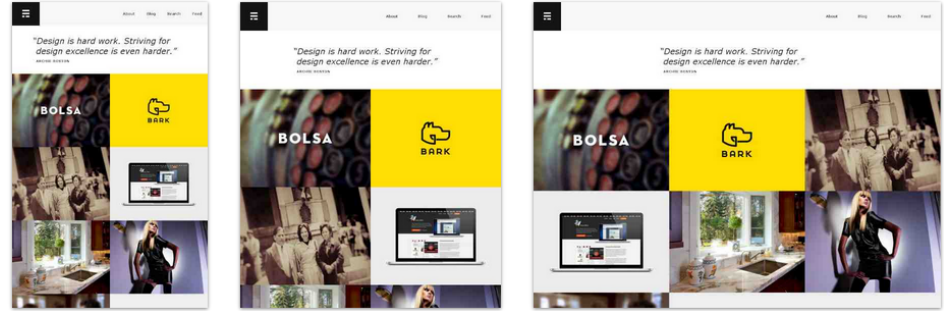 About Blog Search Feed
“Design is hard work. Striving for
design excellence is even harder.”
BOLSA
BARK
About Blog Search Feed
“Design is hard work. Striving for
design excellence is even harder.”
BOLSA
BARK
About Blog Search Feed
“Design is hard work. Striving for
design excellence is even harder.”
BOLSA
BARK